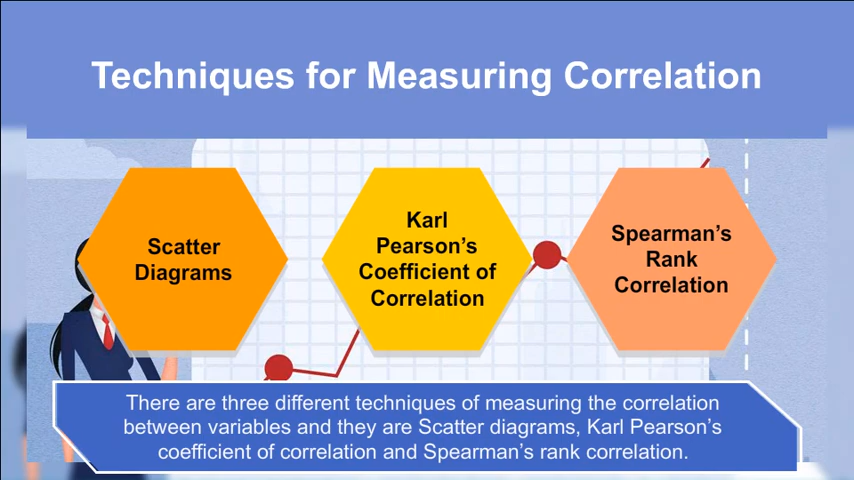 Techniques for Measuring Correlation
Scatter
Diagrams
Karl
Pearson’s
Coefficient of
Correlation
Spearman’s
Rank
Correlation
There are three different techniques of measuring the correlation
between variables and they are Scatter diagrams, Karl Pearson’s
coefficient of correlation and Spearman’s rank correlation.